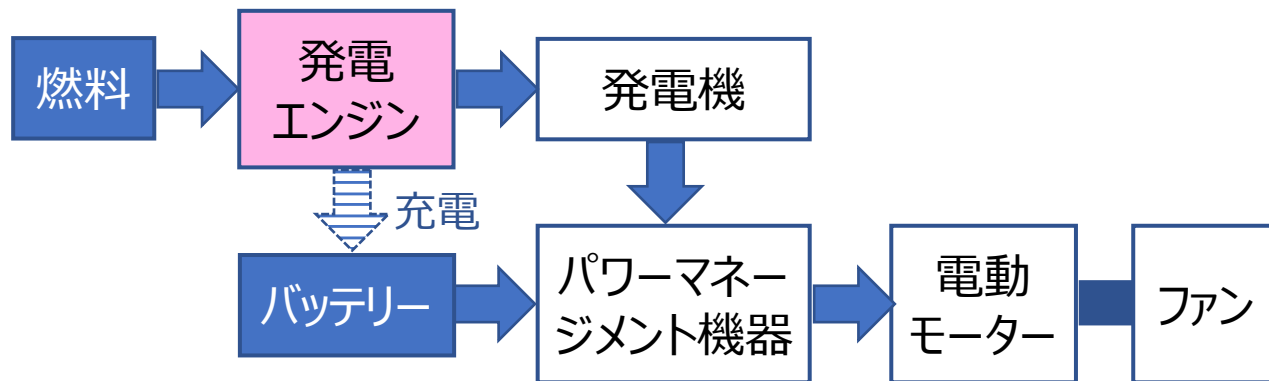 燃料
発電
エンジン
発電機
充電
バッテリー
パワーマネー
ジメント機器
電動
モーター
ファン